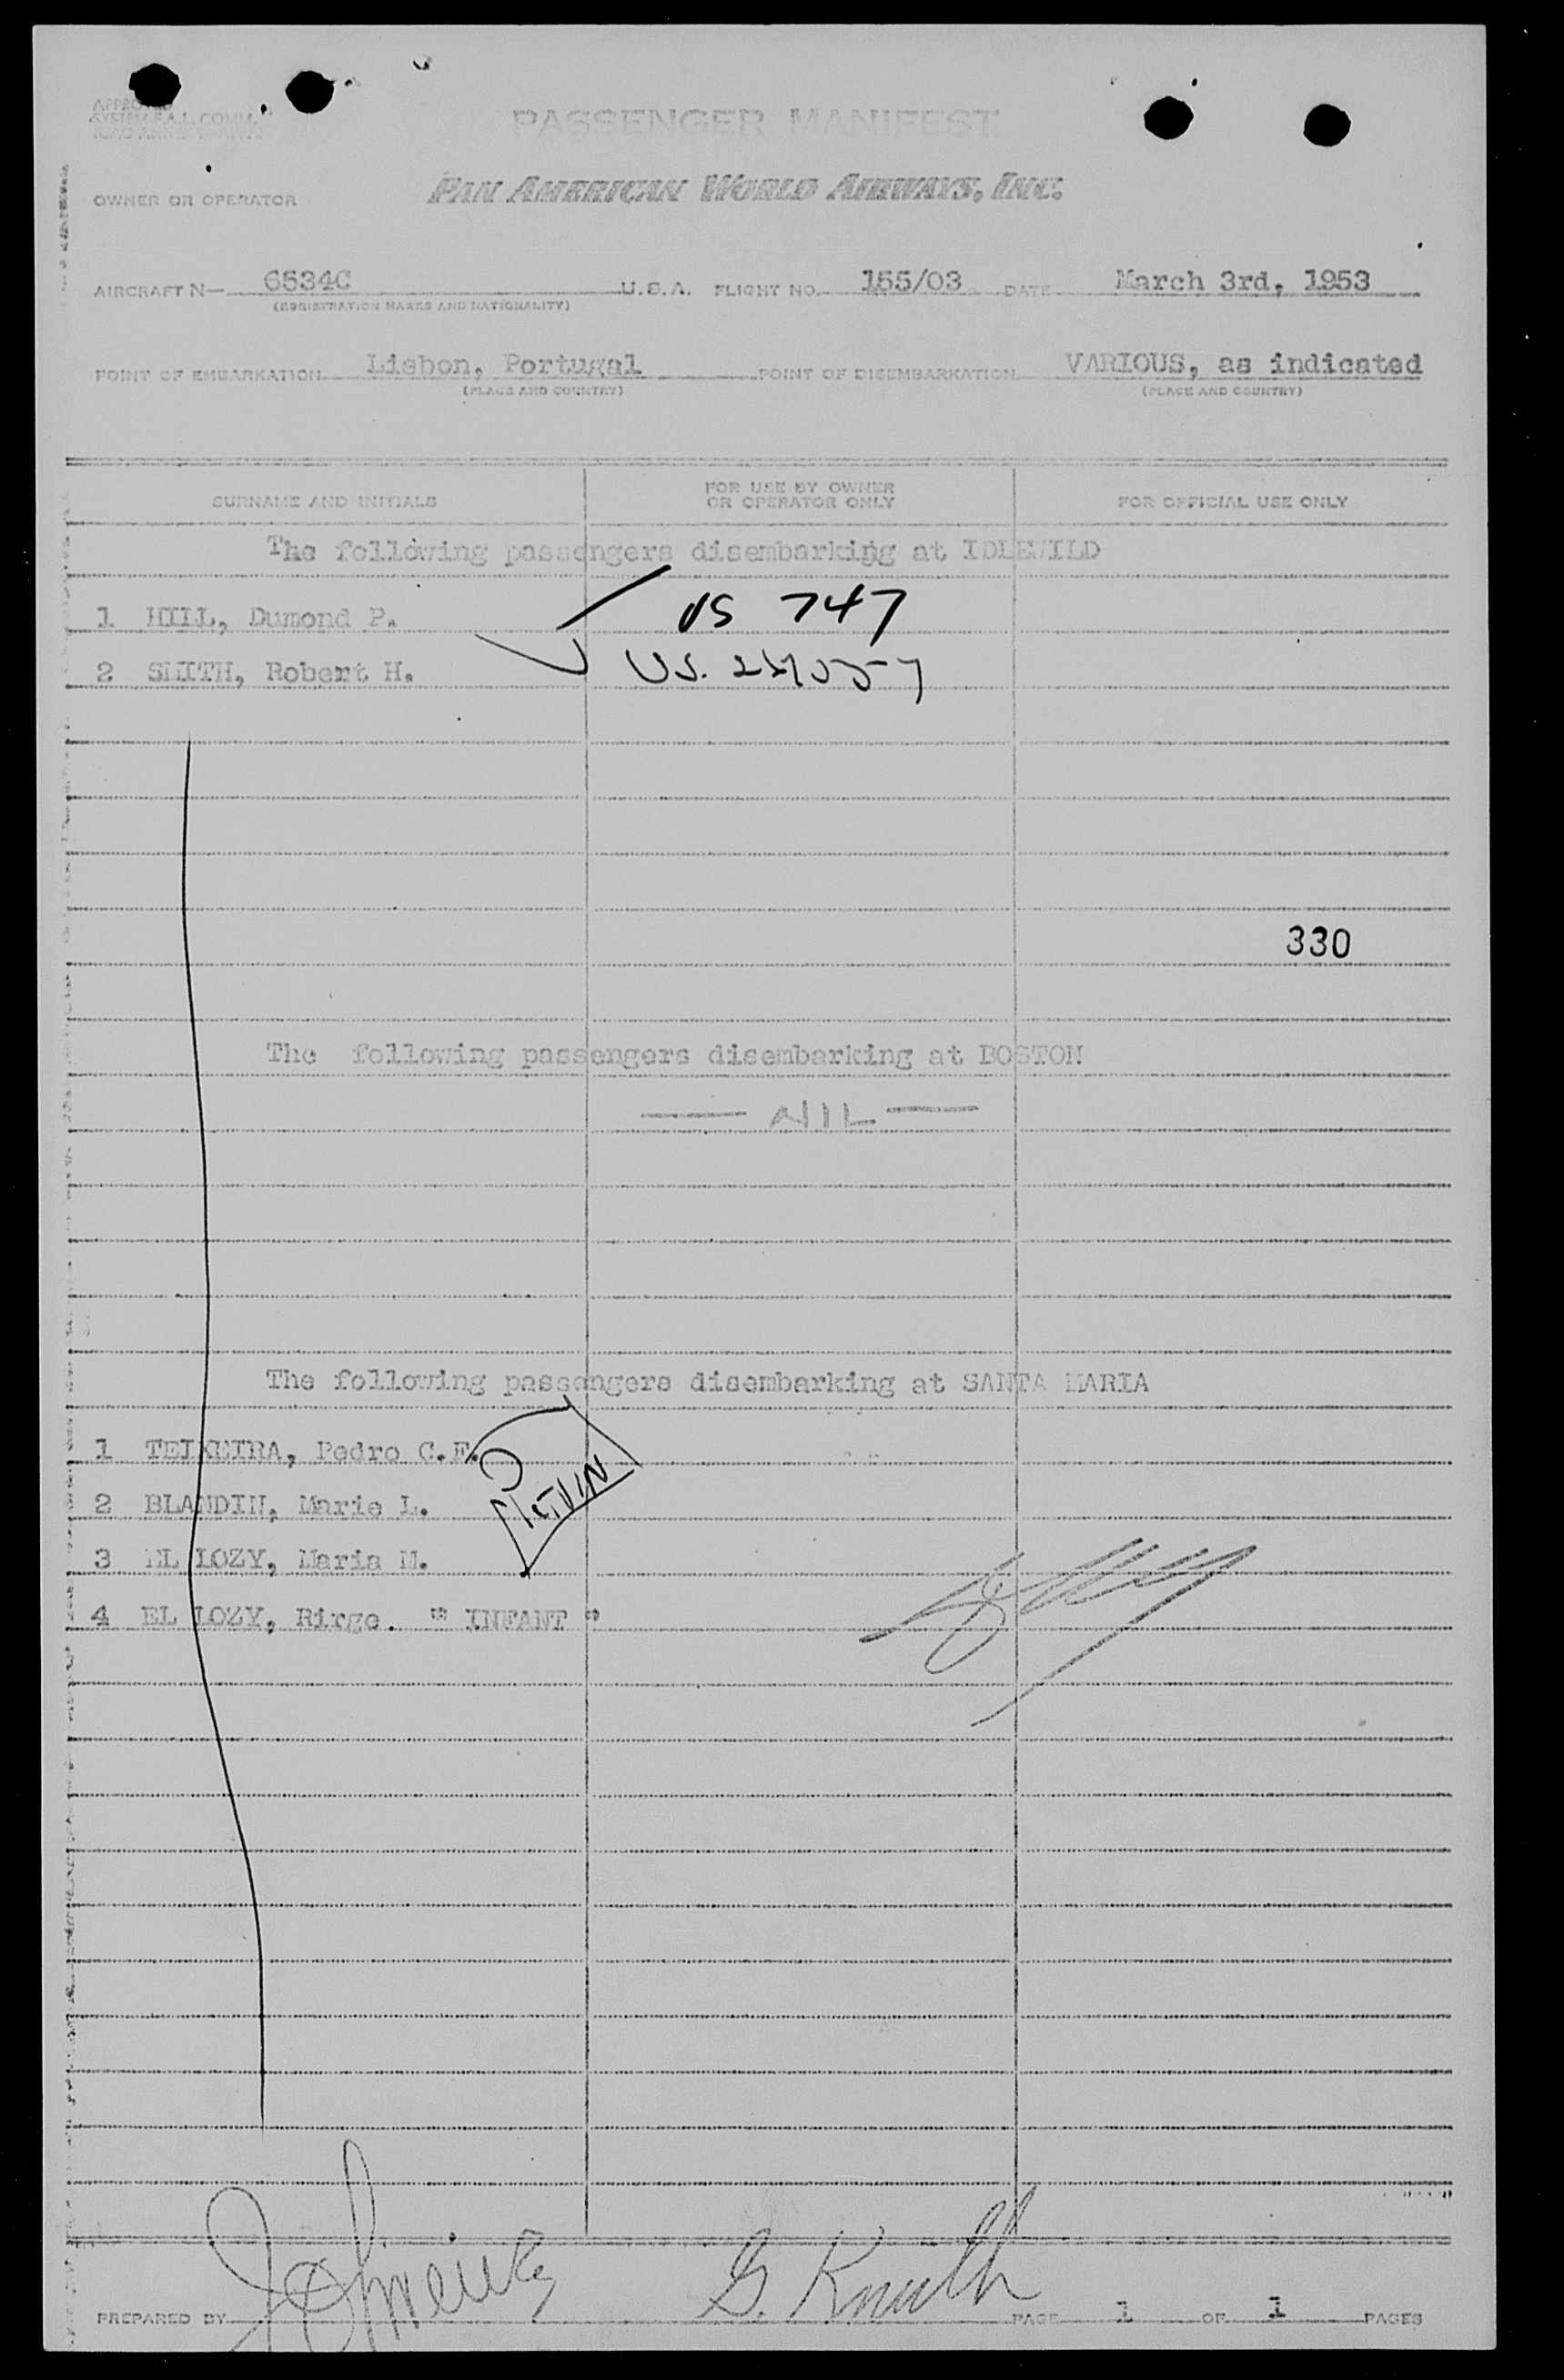 APPROVED
SYSTEM F.A.L. COMM.
PASSENGER MANIFEST
OWNER OR OPERATOR PAN AMERICAN WORLD AIRWAYS, INC.
AIRCRAFT N— 6534C U.S.A. FLIGHT NO. 155/03 DATE March 3rd, 1953
(REGISTRATION MARKS AND NATIONALITY)
POINT OF EMBARKATION Lisbon, Portugal POINT OF DISEMBARKATION VARIOUS, as indicated
(PLACE AND COUNTRY) (PLACE AND COUNTRY)
SURNAME AND INITIALS FOR USE BY OWNER OR OPERATOR ONLY FOR OFFICIAL USE ONLY
The following passengers disembarking at IDLEWILD
1 HILL, Dumond P. US 747
2 SMITH, Robert H. US.
330
The following passengers disembarking at BOSTON
— NIL —
The following passengers disembarking at SANTA MARIA
1 TEIXEIRA, Pedro C.F.
2 BLANDIN, Marie L.
3 EL LOZY, Maria M.
4 EL LOZY, Rirge. " INFANT "
PREPARED BY G. Knuth PAGE 1 OF 1 PAGES